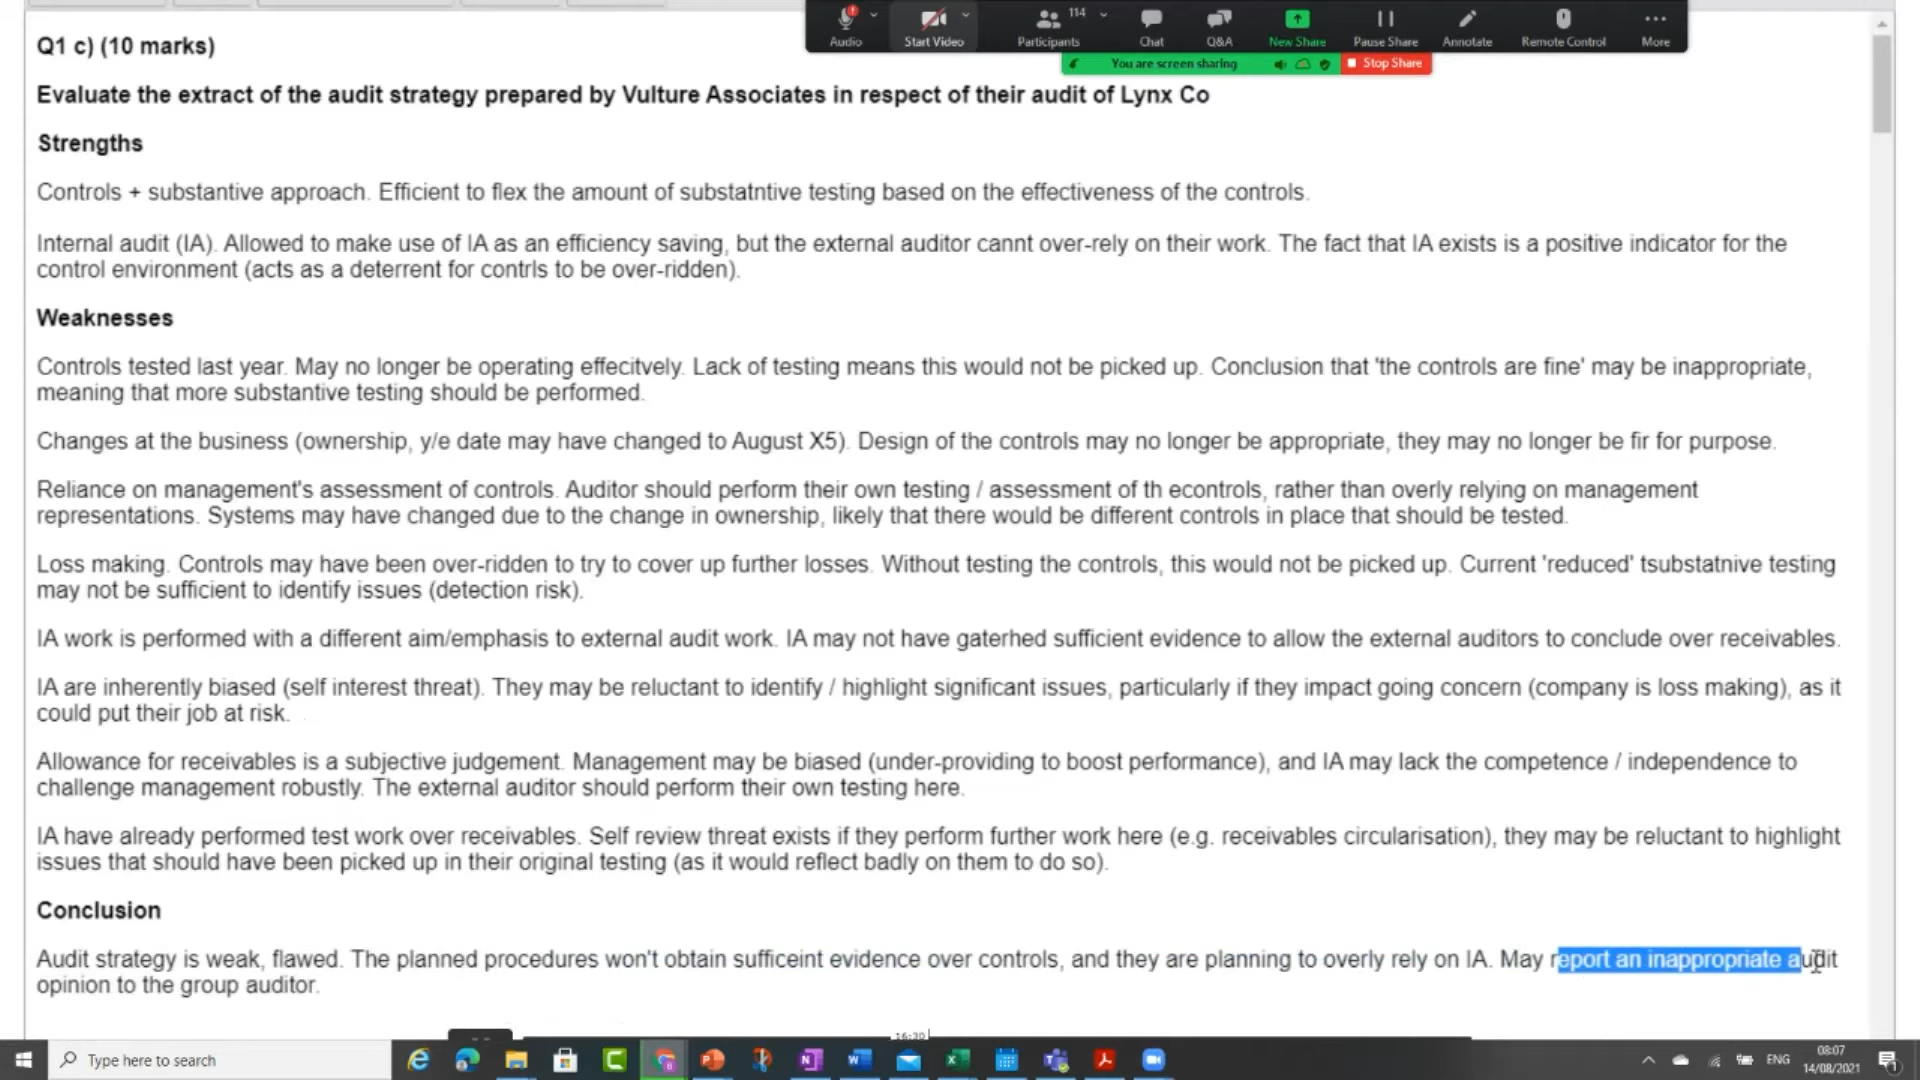 Audio
Start Video
Participants
114
Chat
Q&A
New Share
Pause Share
Annotate
Remote Control
More
You are screen sharing
Stop Share
Q1 c) (10 marks)
Evaluate the extract of the audit strategy prepared by Vulture Associates in respect of their audit of Lynx Co
Strengths
Controls + substantive approach. Efficient to flex the amount of substatntive testing based on the effectiveness of the controls.
Internal audit (IA). Allowed to make use of IA as an efficiency saving, but the external auditor cannt over-rely on their work. The fact that IA exists is a positive indicator for the
control environment (acts as a deterrent for contrls to be over-ridden).
Weaknesses
Controls tested last year. May no longer be operating effecitvely. Lack of testing means this would not be picked up. Conclusion that 'the controls are fine' may be inappropriate,
meaning that more substantive testing should be performed.
Changes at the business (ownership, y/e date may have changed to August X5). Design of the controls may no longer be appropriate, they may no longer be fir for purpose.
Reliance on management's assessment of controls. Auditor should perform their own testing / assessment of th econtrols, rather than overly relying on management
representations. Systems may have changed due to the change in ownership, likely that there would be different controls in place that should be tested.
Loss making. Controls may have been over-ridden to try to cover up further losses. Without testing the controls, this would not be picked up. Current 'reduced' tsubstatnive testing
may not be sufficient to identify issues (detection risk).
IA work is performed with a different aim/emphasis to external audit work. IA may not have gaterhed sufficient evidence to allow the external auditors to conclude over receivables.
IA are inherently biased (self interest threat). They may be reluctant to identify / highlight significant issues, particularly if they impact going concern (company is loss making), as it
could put their job at risk.
Allowance for receivables is a subjective judgement. Management may be biased (under-providing to boost performance), and IA may lack the competence / independence to
challenge management robustly. The external auditor should perform their own testing here.
IA have already performed test work over receivables. Self review threat exists if they perform further work here (e.g. receivables circularisation), they may be reluctant to highlight
issues that should have been picked up in their original testing (as it would reflect badly on them to do so).
Conclusion
Audit strategy is weak, flawed. The planned procedures won't obtain sufficeint evidence over controls, and they are planning to overly rely on IA. May report an inappropriate audit
opinion to the group auditor.
Type here to search
ENG
08:07
14/08/2021